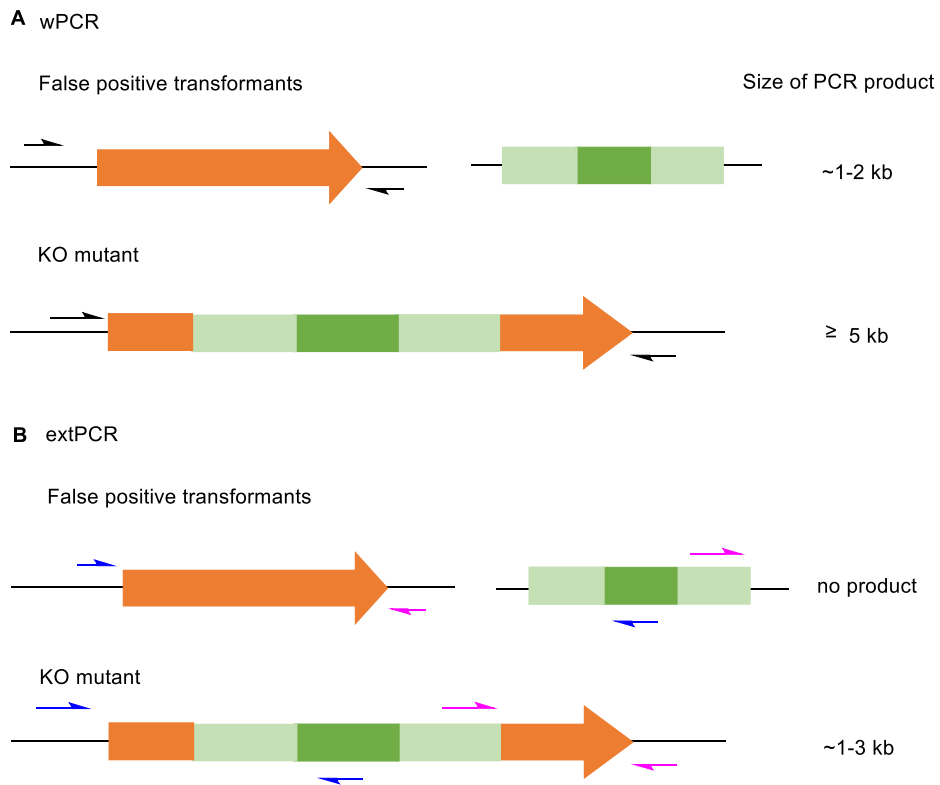 A wPCR
False positive transformants
Size of PCR product
~1-2 kb
KO mutant
≥ 5 kb
B extPCR
False positive transformants
no product
KO mutant
~1-3 kb